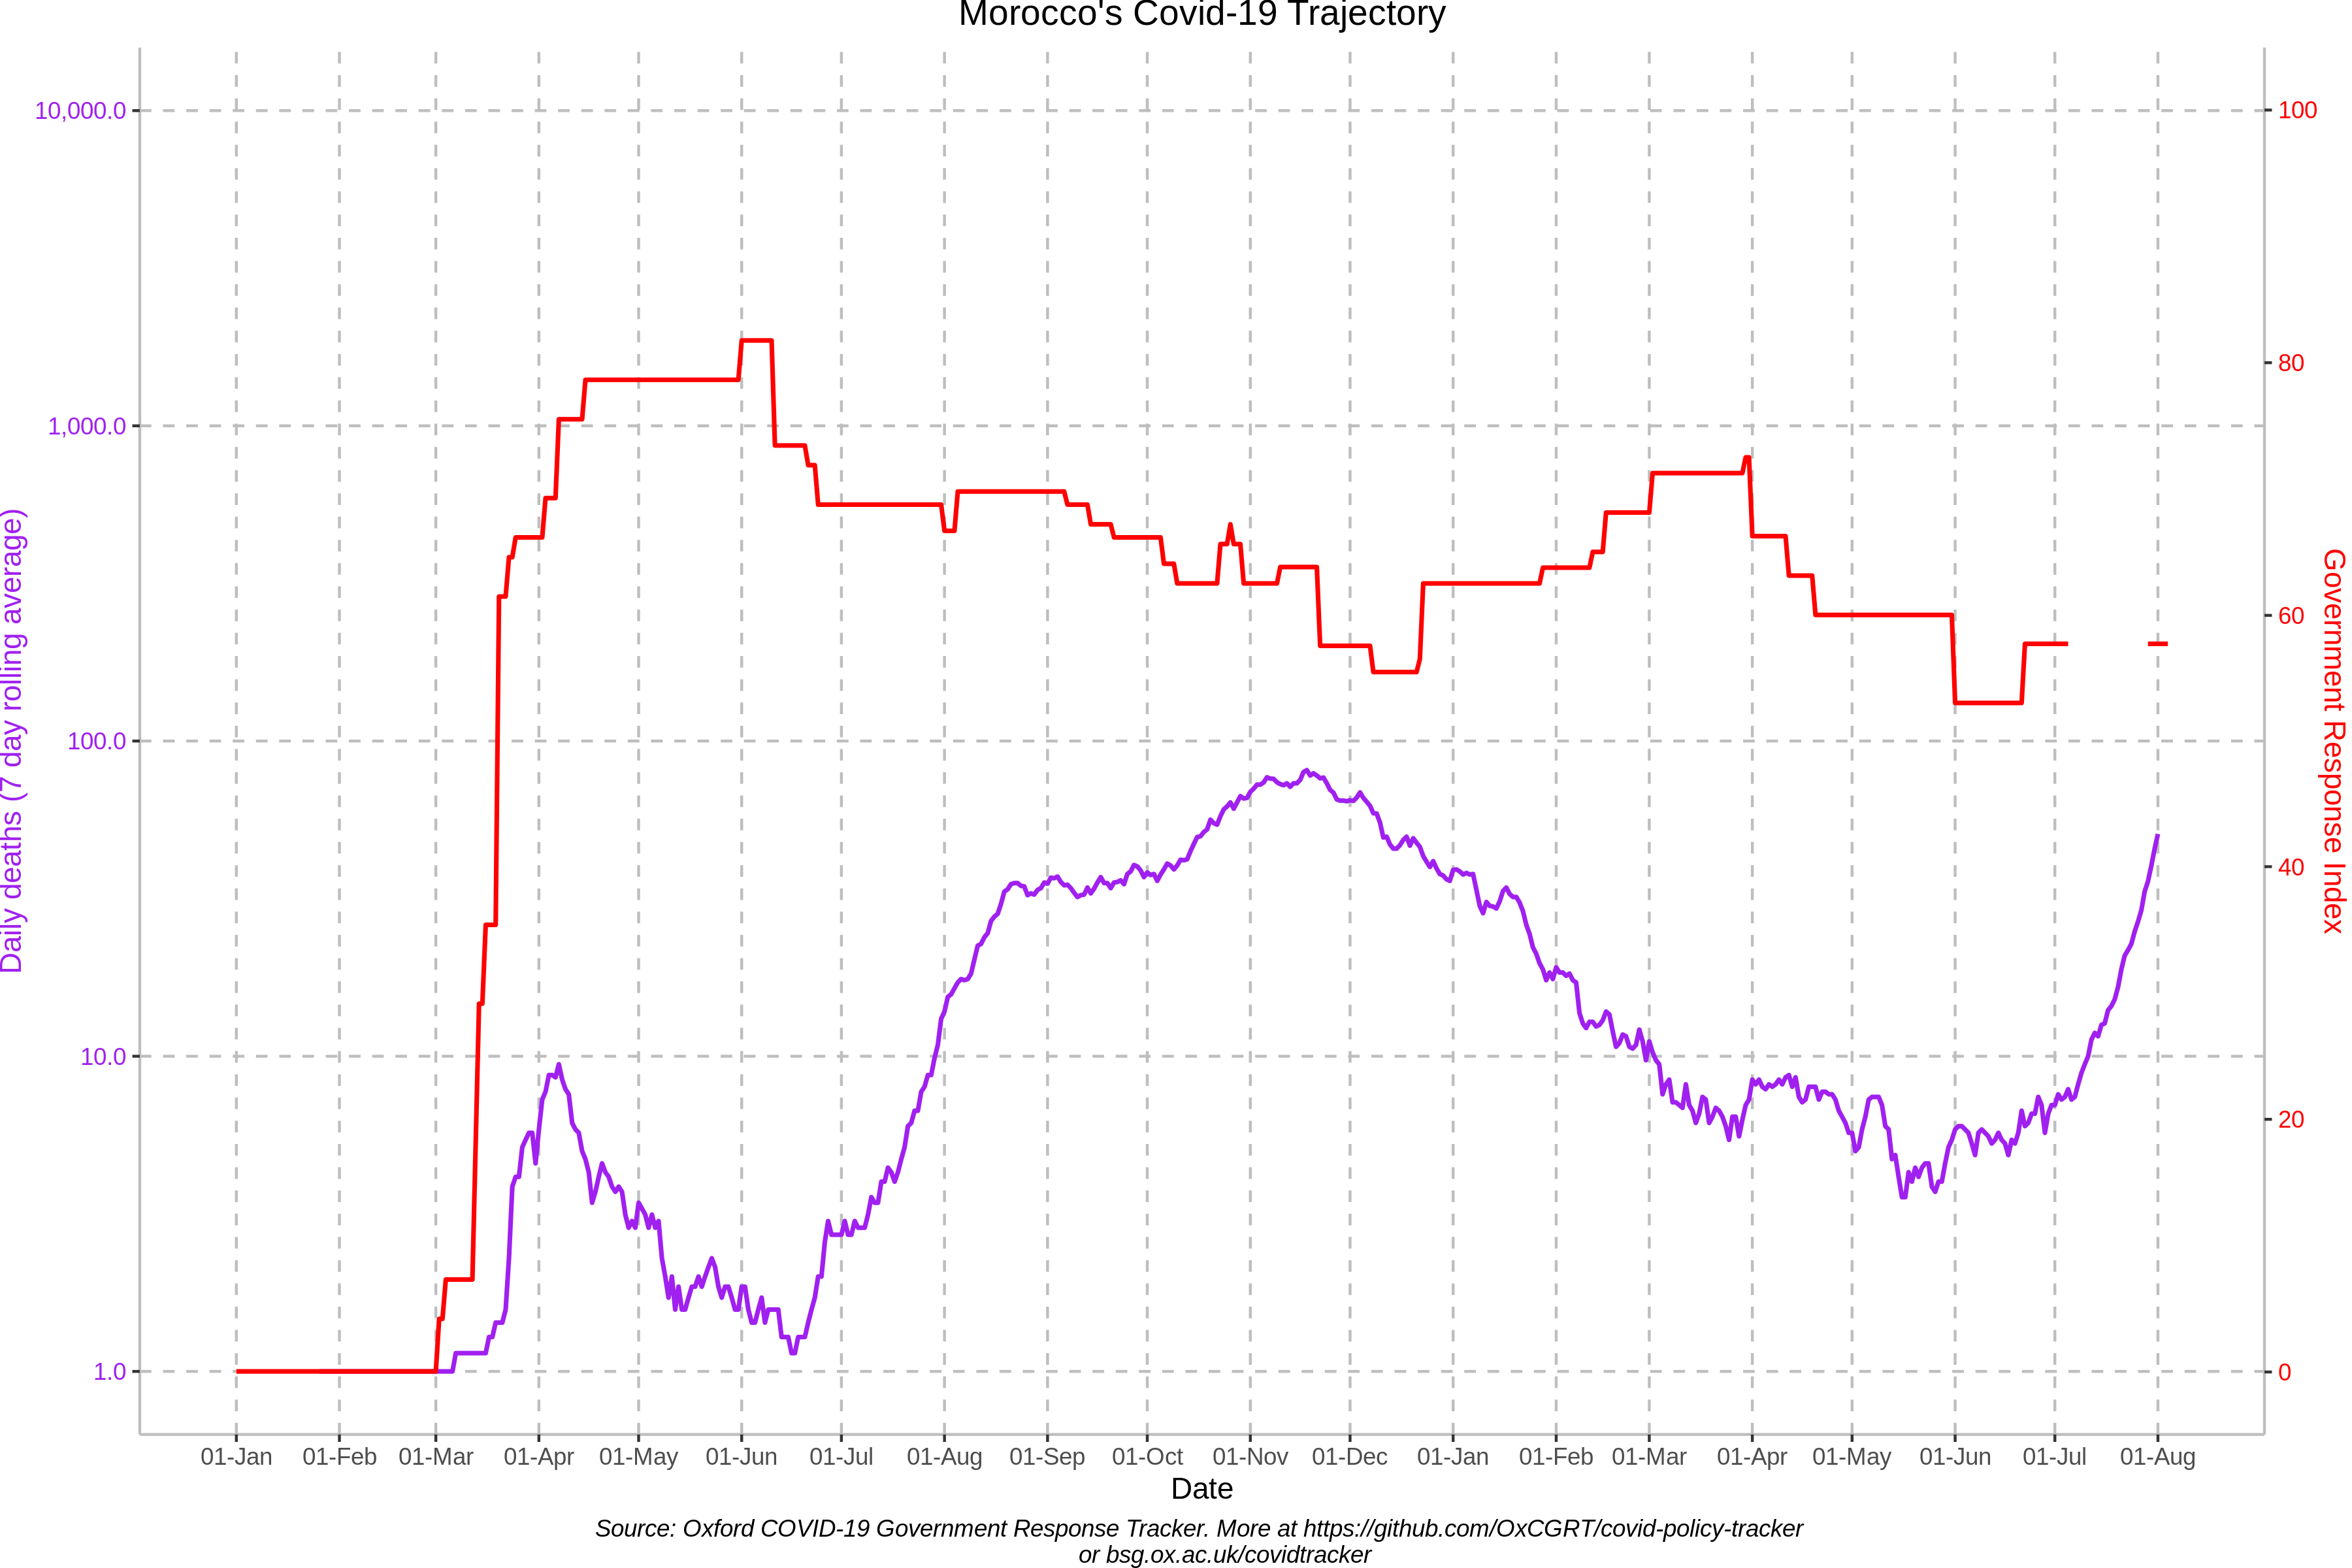 Morocco's Covid-19 Trajectory
10,000.0
1,000.0
100.0
10.0
1.0
Daily deaths (7 day rolling average)
100
80
60
40
20
0
Government Response Index
01-Jan 01-Feb 01-Mar 01-Apr 01-May 01-Jun 01-Jul 01-Aug 01-Sep 01-Oct 01-Nov 01-Dec 01-Jan 01-Feb 01-Mar 01-Apr 01-May 01-Jun 01-Jul 01-Aug
Date
Source: Oxford COVID-19 Government Response Tracker. More at https://github.com/OxCGRT/covid-policy-tracker
or bsg.ox.ac.uk/covidtracker